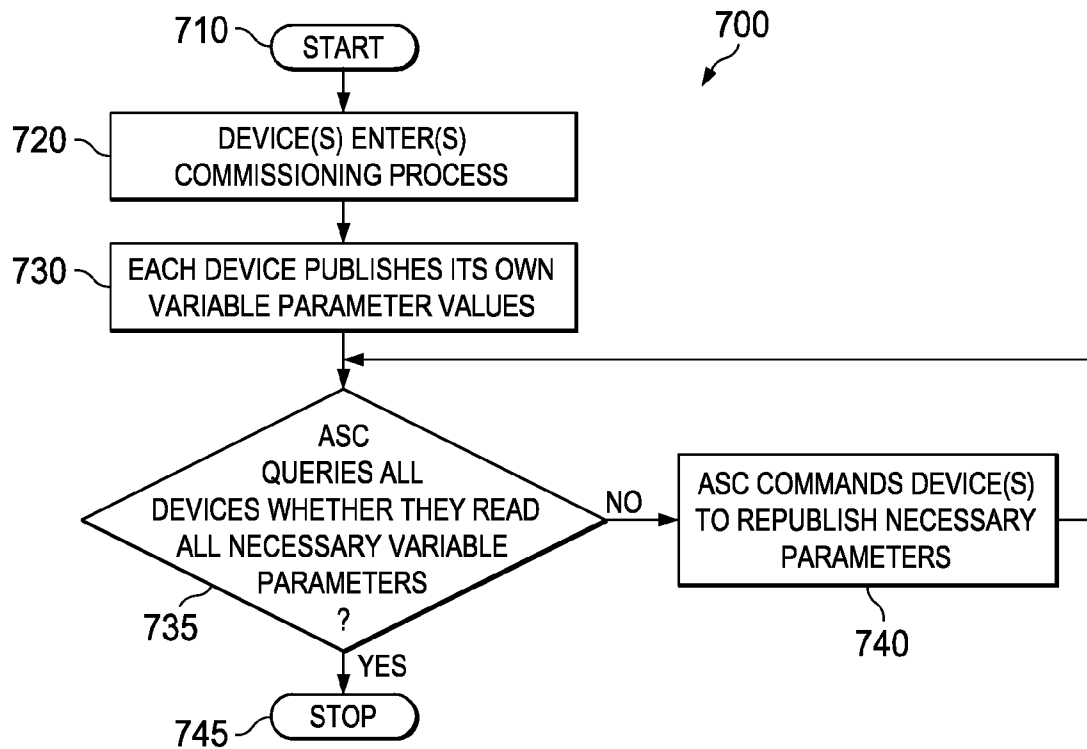 710
START
700
720
DEVICE(S) ENTER(S)
COMMISSIONING PROCESS
730
EACH DEVICE PUBLISHES ITS OWN
VARIABLE PARAMETER VALUES
ASC
QUERIES ALL
DEVICES WHETHER THEY READ
ALL NECESSARY VARIABLE
PARAMETERS
?
735
NO
ASC COMMANDS DEVICE(S)
TO REPUBLISH NECESSARY
PARAMETERS
740
YES
STOP
745